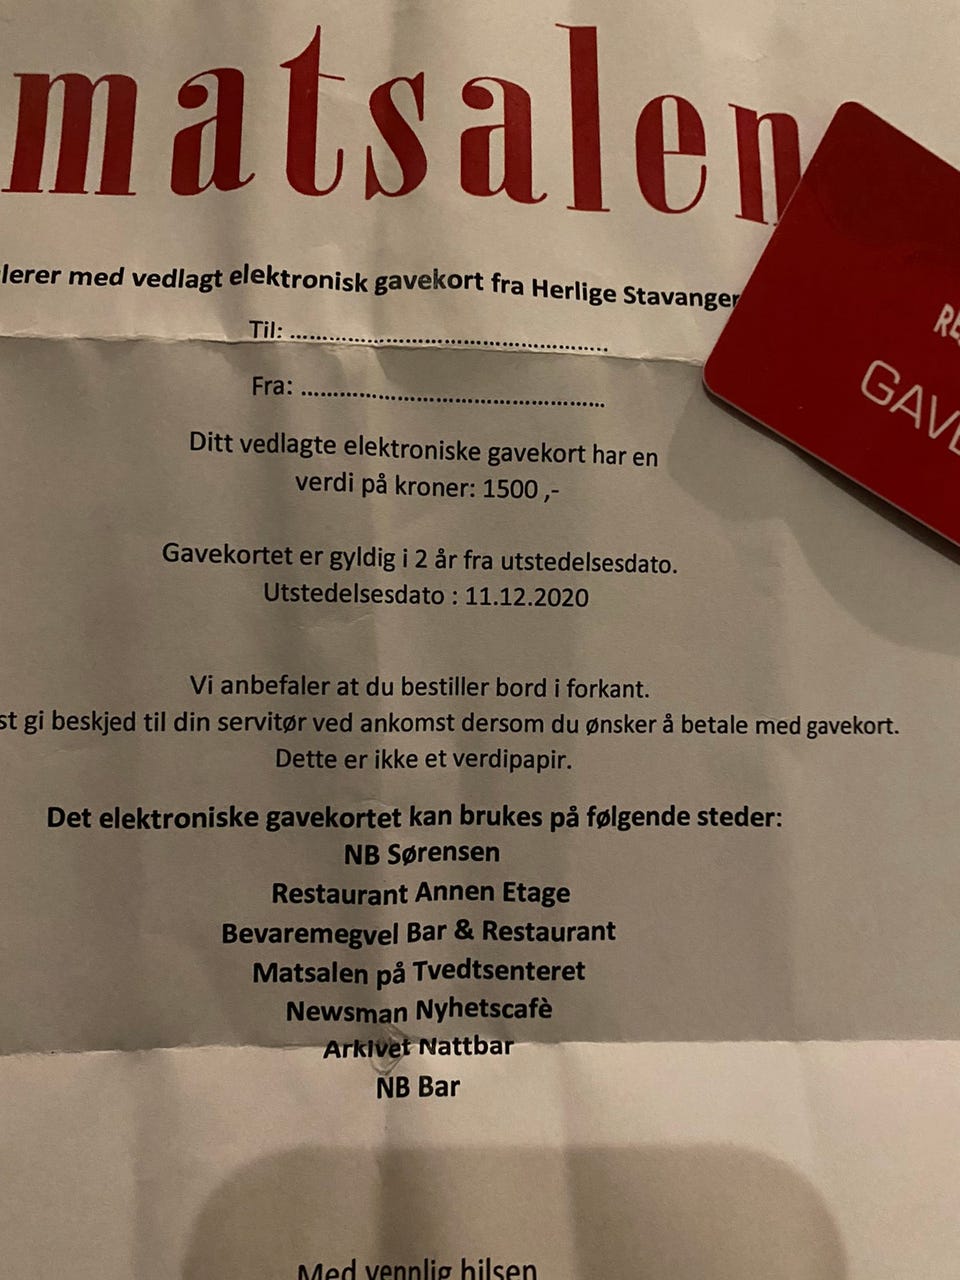 matsalen
med vedlagt elektronisk gavekort fra Herlige Stavanger
Til: ................................................
Fra: ..............................................
Ditt vedlagte elektroniske gavekort har en
verdi på kroner: 1500 ,-
Gavekortet er gyldig i 2 år fra utstedelsesdato.
Utstedelsesdato : 11.12.2020
Vi anbefaler at du bestiller bord i forkant.
gi beskjed til din servitør ved ankomst dersom du ønsker å betale med gavekort.
Dette er ikke et verdipapir.
Det elektroniske gavekortet kan brukes på følgende steder:
NB Sørensen
Restaurant Annen Etage
Bevaremegvel Bar & Restaurant
Matsalen på Tvedtsenteret
Newsman Nyhetscafè
Arkivet Nattbar
NB Bar
Med vennlig hilsen